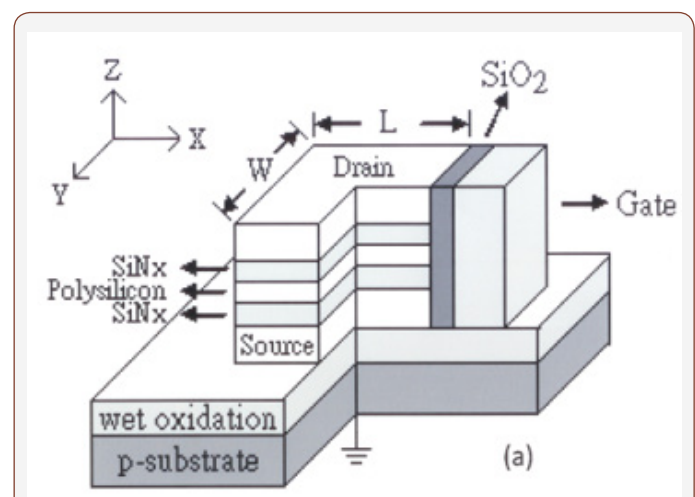 Z
SiO₂
L
X
W
Drain
Y
Gate
SiNx
Polysilicon
SiNx
Source
wet oxidation
p-substrate
(a)